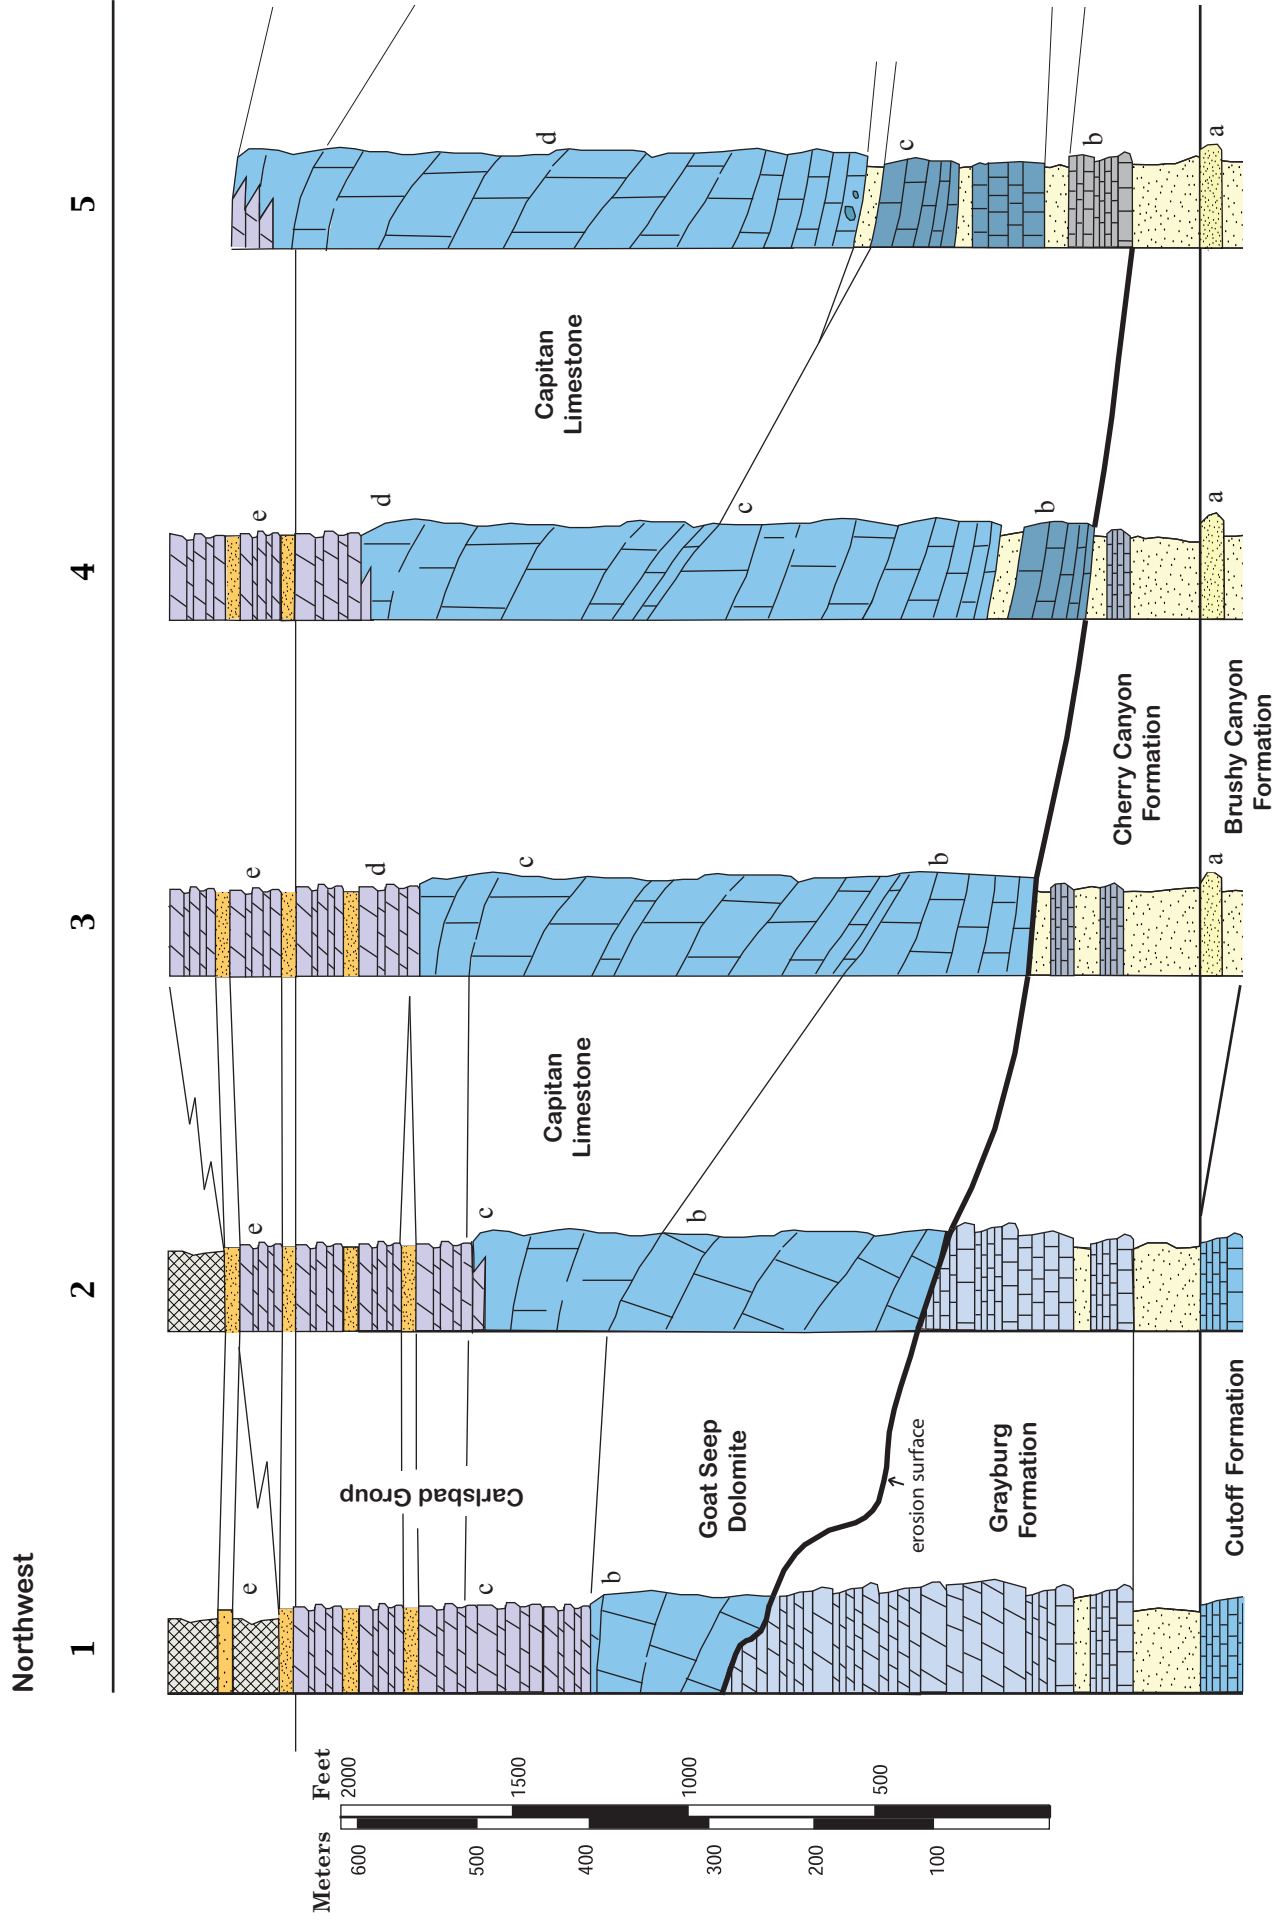 Northwest
1
2
3
4
5
Meters
Feet
600
500
400
300
200
100
2000
1500
1000
500
e
c
b
e
c
b
e
d
c
b
a
e
d
c
b
a
d
c
b
a
Carlsbad Group
Goat Seep
Dolomite
erosion surface
Grayburg
Formation
Cutoff Formation
Capitan
Limestone
Capitan
Limestone
Cherry Canyon
Formation
Brushy Canyon
Formation